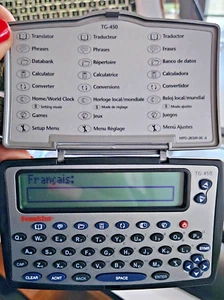 TG-450
Translator Traducteur Traductor
Phrases Phrases Frases
Databank Répertoire Banco de datos
Calculator Calculatrice Calculadora
Converter Conversions Convertidor
Home/World Clock Horloge local/mondiale Reloj local/mundial
Games Jeux Juegos
Setup Menu Menu Réglage Menú Ajustes
TG 450
Français:
Franklin
Q W E R T Y U I O P
A S D F G H J K L
CAP Z X C V B N M
CLEAR BACK SPACE ENTER